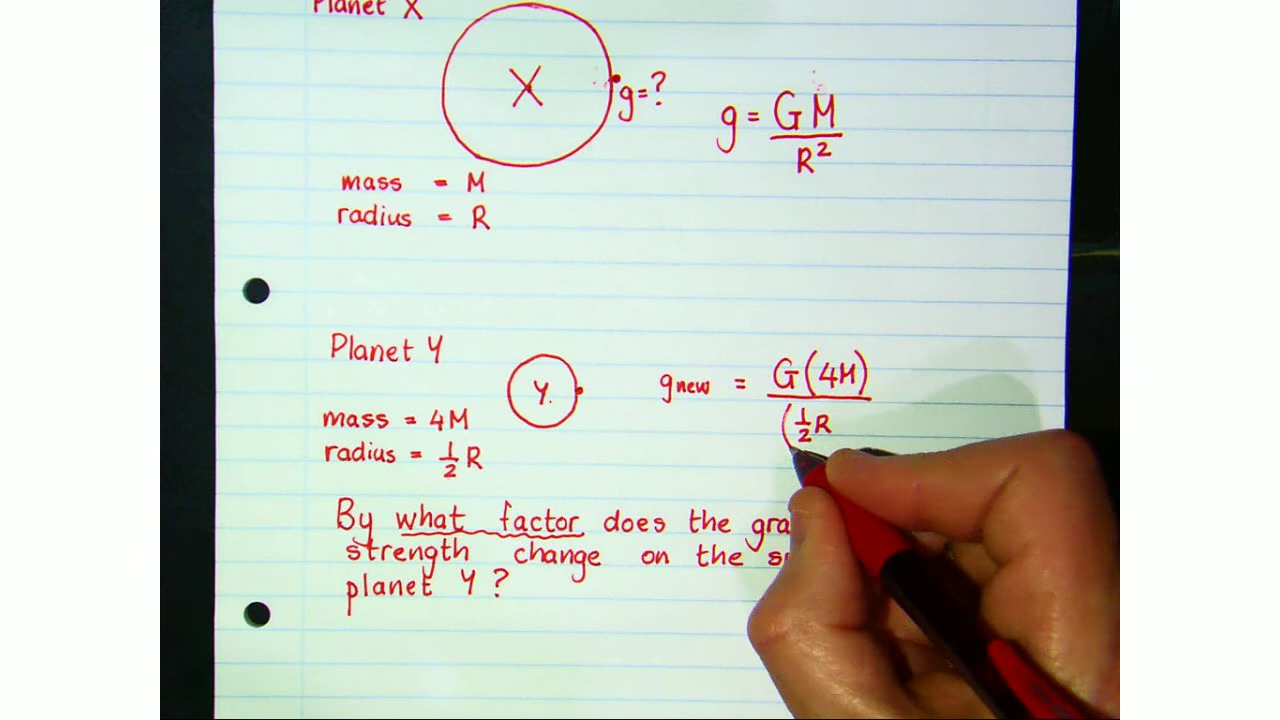 Planet X
X
g=?
g = GM / R²
mass = M
radius = R
Planet Y
Y.
gnew = G(4M) / (½R
mass = 4M
radius = ½R
By what factor does the
strength change on the
planet Y?